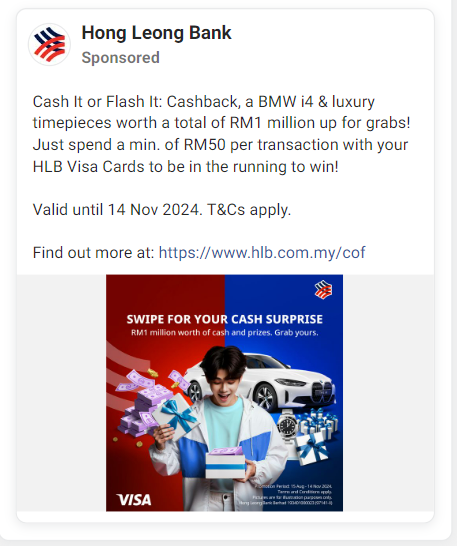 Hong Leong Bank
Sponsored
Cash It or Flash It: Cashback, a BMW i4 & luxury
timepieces worth a total of RM1 million up for grabs!
Just spend a min. of RM50 per transaction with your
HLB Visa Cards to be in the running to win!
Valid until 14 Nov 2024. T&Cs apply.
Find out more at: https://www.hlb.com.my/cof
SWIPE FOR YOUR CASH SURPRISE
RM1 million worth of cash and prizes. Grab yours.
VISA
Promotion Period: 15 Aug - 14 Nov 2024.
Terms and Conditions apply.
Pictures are for illustration purposes only.
Hong Leong Bank Berhad